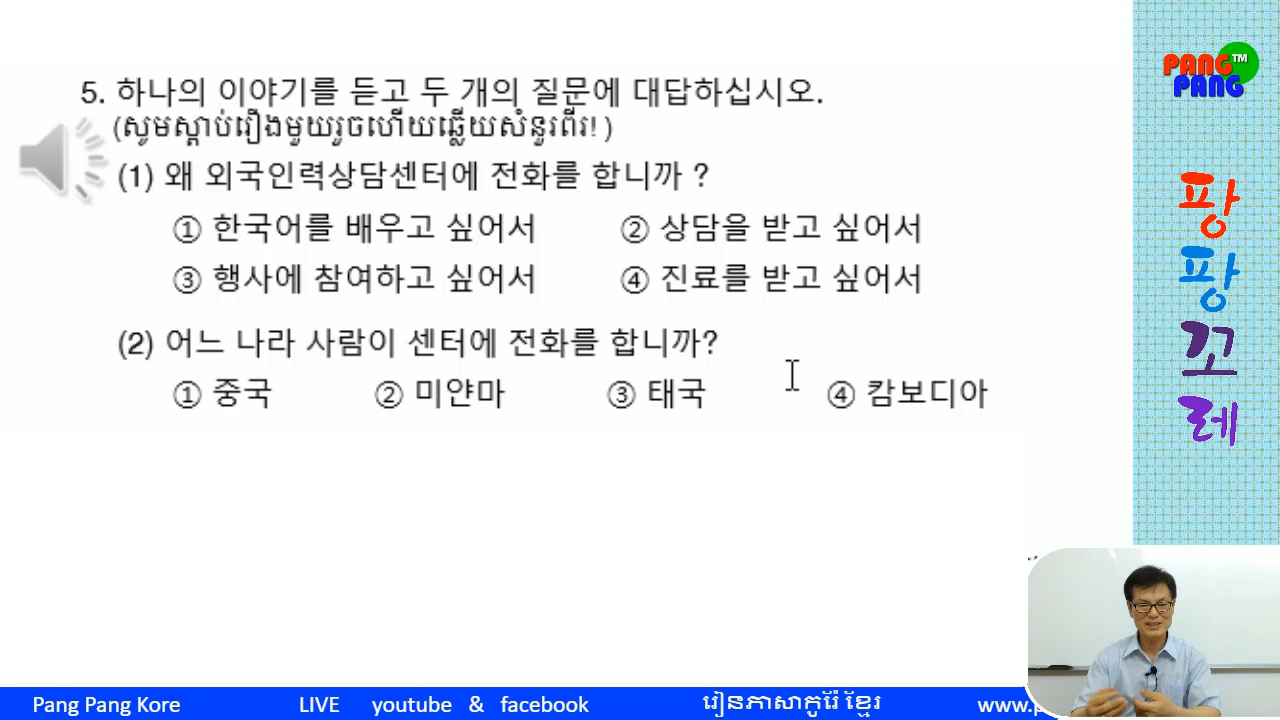 5. 하나의 이야기를 듣고 두 개의 질문에 대답하십시오.
(សូមស្តាប់រឿងមួយរួចហើយឆ្លើយសំនួរពីរ! )
(1) 왜 외국인력상담센터에 전화를 합니까 ?
① 한국어를 배우고 싶어서 ② 상담을 받고 싶어서
③ 행사에 참여하고 싶어서 ④ 진료를 받고 싶어서
(2) 어느 나라 사람이 센터에 전화를 합니까?
① 중국 ② 미얀마 ③ 태국 ④ 캄보디아
PANG TM
PANG
팡
팡
꼬
레
Pang Pang Kore LIVE youtube & facebook រៀនភាសាកូរ៉េ ខ្មែរ www.